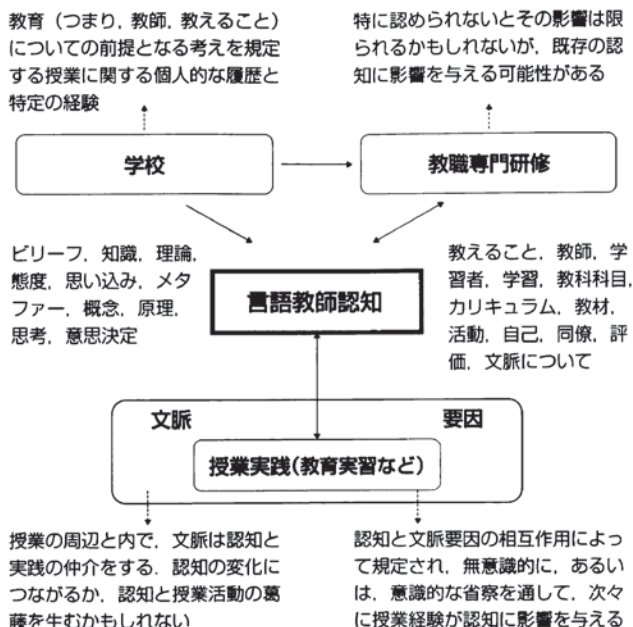 教育（つまり，教師，教えること）
についての前提となる考えを規定
する授業に関する個人的な履歴と
特定の経験
特に認められないとその影響は限
られるかもしれないが，既存の認
知に影響を与える可能性がある
学校
教職専門研修
ビリーフ，知識，理論，
態度，思い込み，メタ
ファー，概念，原理，
思考，意思決定
言語教師認知
教えること，教師，学
習者，学習，教科科目，
カリキュラム，教材，
活動，自己，同僚，評
価，文脈について
文脈
要因
授業実践(教育実習など)
授業の周辺と内で，文脈は認知と
実践の仲介をする．認知の変化に
つながるか，認知と授業活動の葛
藤を生むかもしれない
認知と文脈要因の相互作用によっ
て規定され，無意識的に，あるい
は，意識的な省察を通して，次々
に授業経験が認知に影響を与える